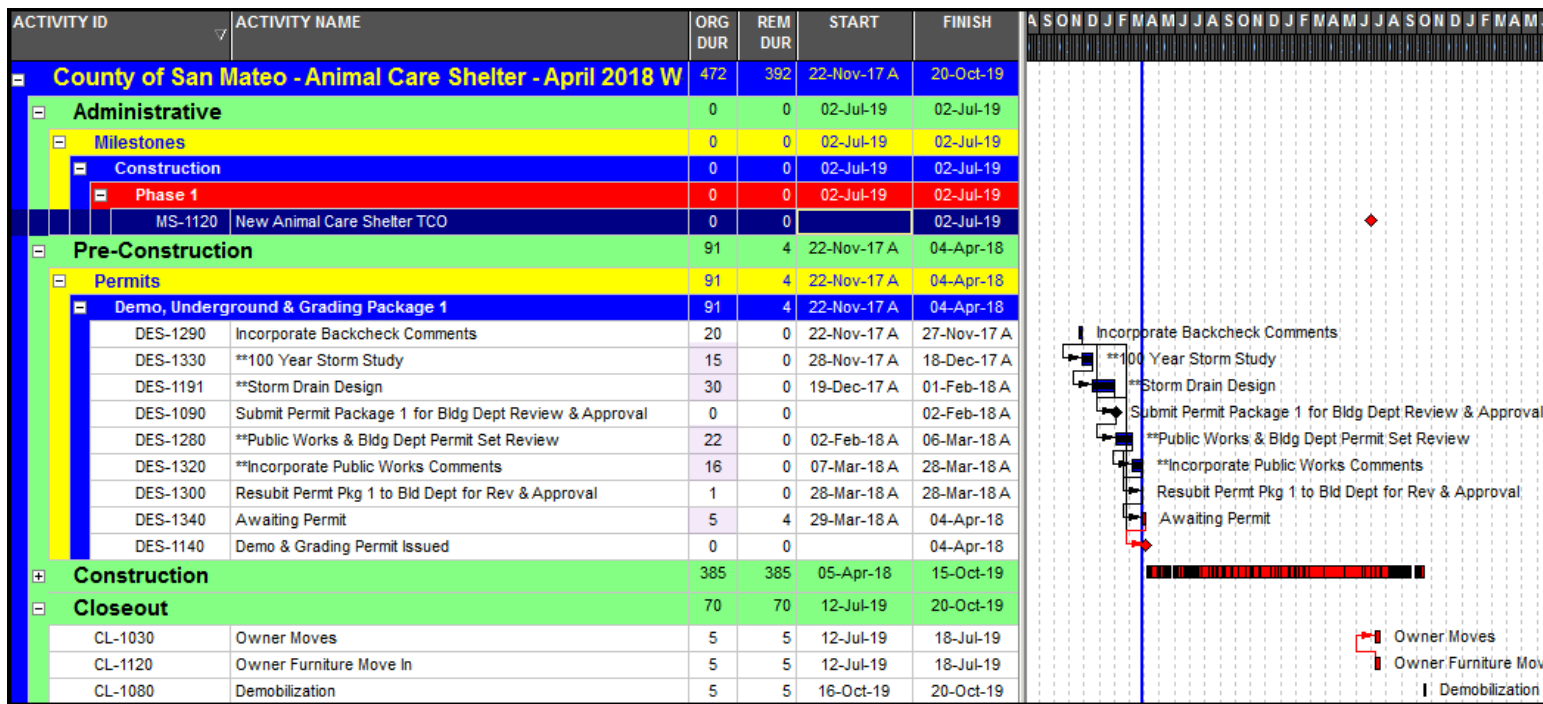 ACTIVITY ID ACTIVITY NAME ORG DUR REM DUR START FINISH A S O N D J F M A M J J A S O N D J F M A M J J A S O N D J F M A M J
County of San Mateo - Animal Care Shelter - April 2018 W 472 392 22-Nov-17 A 20-Oct-19
Administrative 0 0 02-Jul-19 02-Jul-19
Milestones 0 0 02-Jul-19 02-Jul-19
Construction 0 0 02-Jul-19 02-Jul-19
Phase 1 0 0 02-Jul-19 02-Jul-19
MS-1120 New Animal Care Shelter TCO 0 0 02-Jul-19
Pre-Construction 91 4 22-Nov-17 A 04-Apr-18
Permits 91 4 22-Nov-17 A 04-Apr-18
Demo, Underground & Grading Package 1 91 4 22-Nov-17 A 04-Apr-18
DES-1290 Incorporate Backcheck Comments 20 0 22-Nov-17 A 27-Nov-17 A Incorporate Backcheck Comments
DES-1330 **100 Year Storm Study 15 0 28-Nov-17 A 18-Dec-17 A **100 Year Storm Study
DES-1191 **Storm Drain Design 30 0 19-Dec-17 A 01-Feb-18 A **Storm Drain Design
DES-1090 Submit Permit Package 1 for Bldg Dept Review & Approval 0 0 02-Feb-18 A Submit Permit Package 1 for Bldg Dept Review & Approval
DES-1280 **Public Works & Bldg Dept Permit Set Review 22 0 02-Feb-18 A 06-Mar-18 A **Public Works & Bldg Dept Permit Set Review
DES-1320 **Incorporate Public Works Comments 16 0 07-Mar-18 A 28-Mar-18 A **Incorporate Public Works Comments
DES-1300 Resubit Permt Pkg 1 to Bld Dept for Rev & Approval 1 0 28-Mar-18 A 28-Mar-18 A Resubit Permt Pkg 1 to Bld Dept for Rev & Approval
DES-1340 Awaiting Permit 5 4 29-Mar-18 A 04-Apr-18 Awaiting Permit
DES-1140 Demo & Grading Permit Issued 0 0 04-Apr-18
Construction 385 385 05-Apr-18 15-Oct-19
Closeout 70 70 12-Jul-19 20-Oct-19
CL-1030 Owner Moves 5 5 12-Jul-19 18-Jul-19 Owner Moves
CL-1120 Owner Furniture Move In 5 5 12-Jul-19 18-Jul-19 Owner Furniture Mov
CL-1080 Demobilization 5 5 16-Oct-19 20-Oct-19 Demobilization